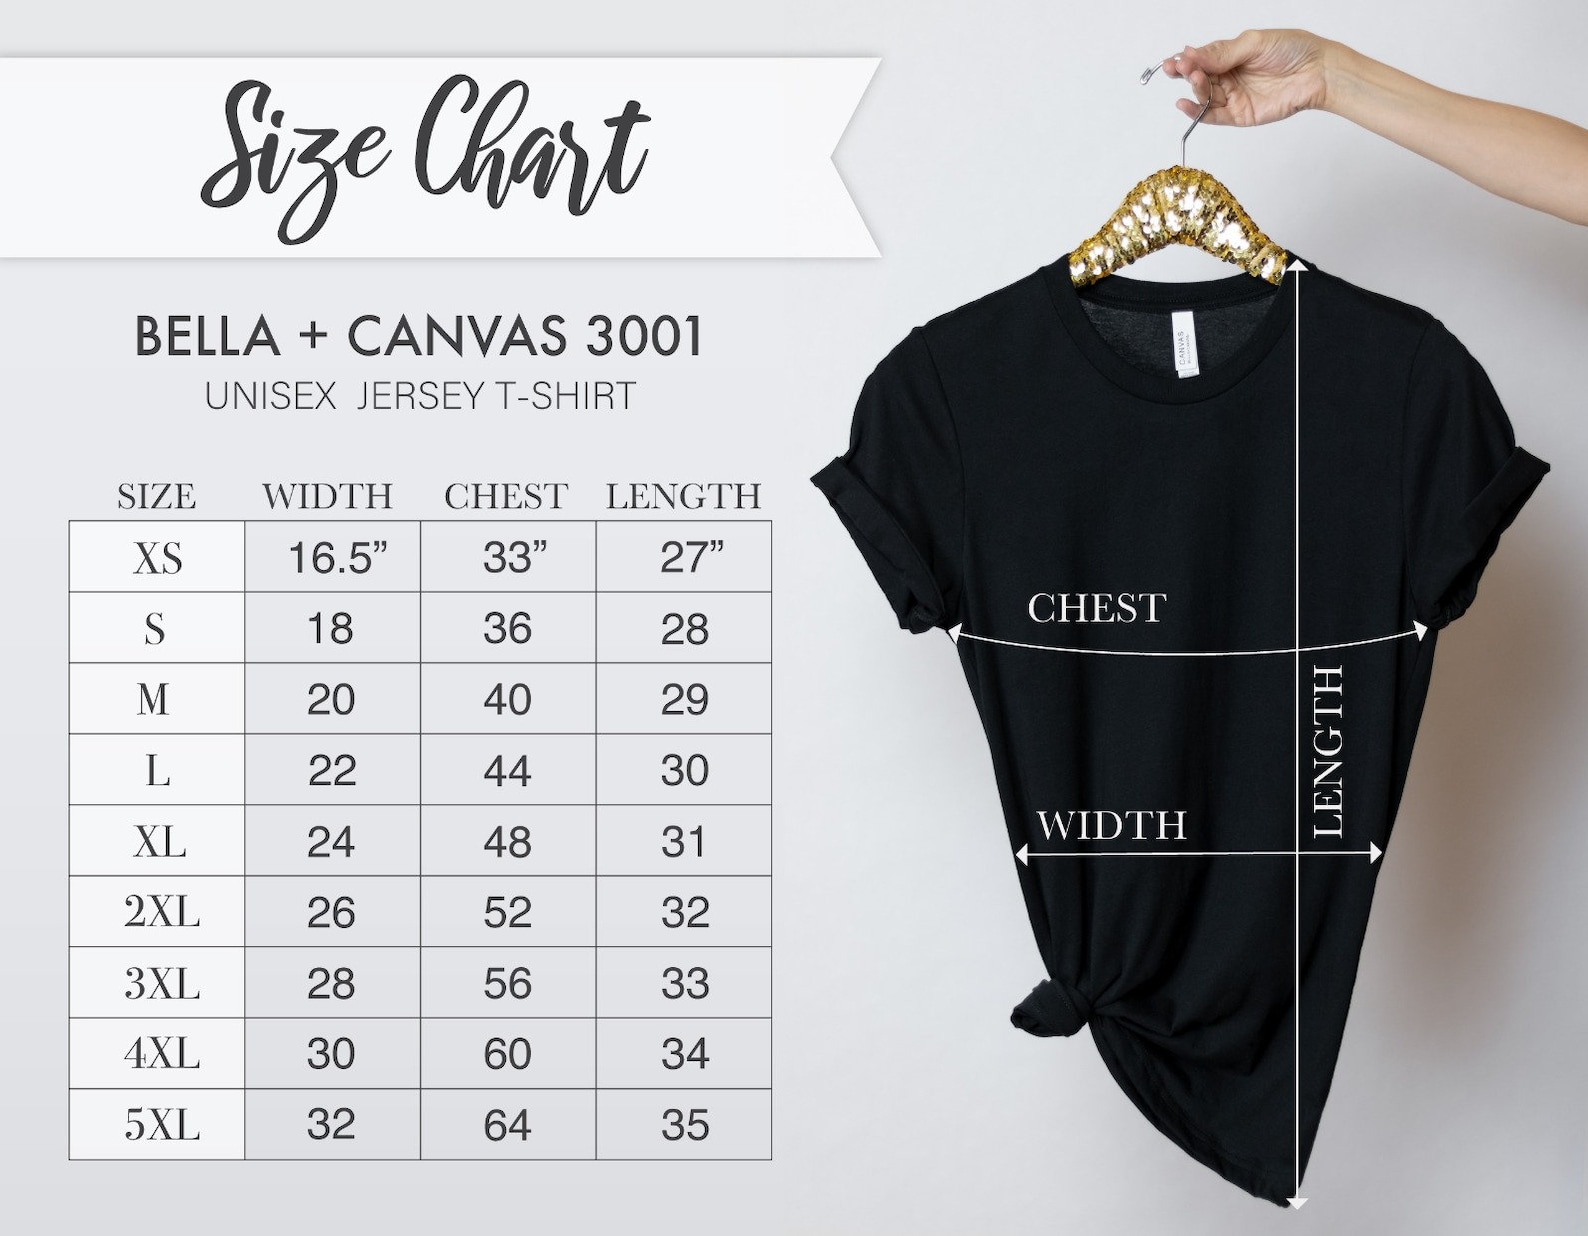 Size Chart
BELLA + CANVAS 3001
UNISEX JERSEY T-SHIRT
SIZE WIDTH CHEST LENGTH
XS 16.5” 33” 27”
S 18 36 28
M 20 40 29
L 22 44 30
XL 24 48 31
2XL 26 52 32
3XL 28 56 33
4XL 30 60 34
5XL 32 64 35
CANVAS
CHEST
LENGTH
WIDTH